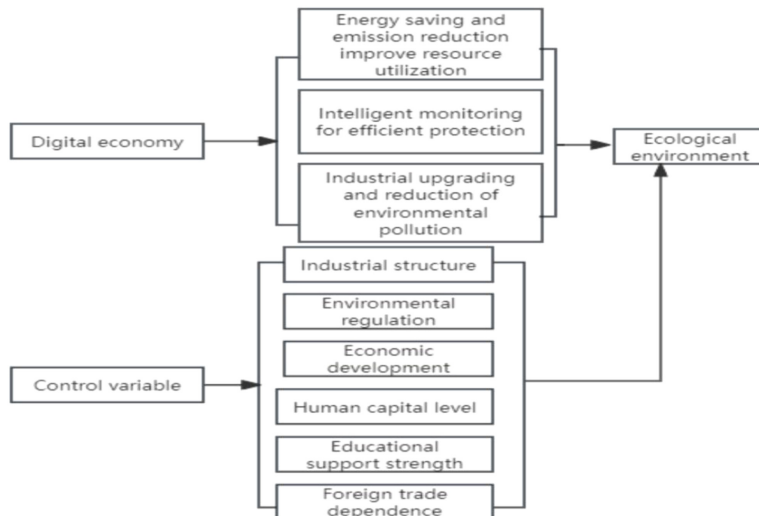 Energy saving and
emission reduction
improve resource
utilization
Digital economy
Intelligent monitoring
for efficient protection
Ecological
environment
Industrial upgrading
and reduction of
environmental
pollution
Industrial structure
Environmental
regulation
Economic
development
Control variable
Human capital level
Educational
support strength
Foreign trade
dependence